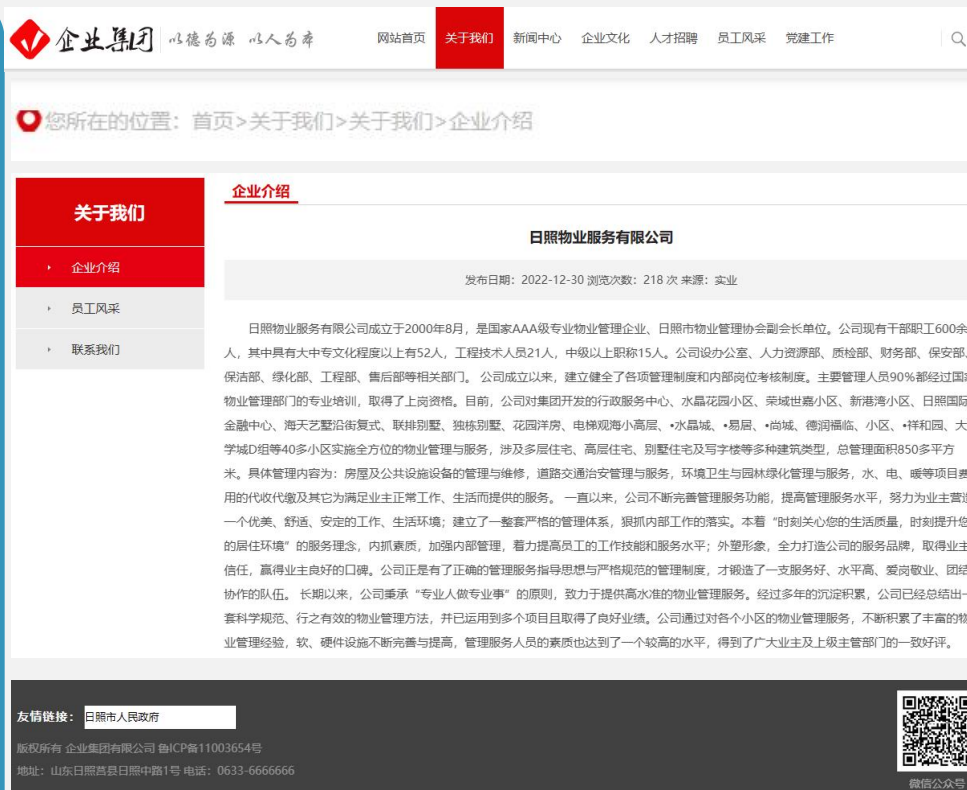 企业集团 以德为源 以人为本
网站首页 关于我们 新闻中心 企业文化 人才招聘 员工风采 党建工作
您所在的位置：首页>关于我们>关于我们>企业介绍
关于我们
企业介绍
员工风采
联系我们
企业介绍
日照物业服务有限公司
发布日期：2022-12-30 浏览次数：218 次 来源：实业
日照物业服务有限公司成立于2000年8月，是国家AAA级专业物业管理企业、日照市物业管理协会副会长单位。公司现有干部职工600余
人，其中具有大中专文化程度以上有52人，工程技术人员21人，中级以上职称15人。公司设办公室、人力资源部、质检部、财务部、保安部、
保洁部、绿化部、工程部、售后部等相关部门。 公司成立以来，建立健全了各项管理制度和内部岗位考核制度。主要管理人员90%都经过国家
物业管理部门的专业培训，取得了上岗资格。目前，公司对集团开发的行政服务中心、水晶花园小区、荣域世嘉小区、新港湾小区、日照国际
金融中心、海天艺墅沿街复式、联排别墅、独栋别墅、花园洋房、电梯观海小高层、•水晶城、•易居、•尚城、德润福临、小区、•祥和园、大
学城D组等40多小区实施全方位的物业管理与服务，涉及多层住宅、高层住宅、别墅住宅及写字楼等多种建筑类型，总管理面积850多平方
米。具体管理内容为：房屋及公共设施设备的管理与维修，道路交通治安管理与服务，环境卫生与园林绿化管理与服务，水、电、暖等项目费
用的代收代缴及其它为满足业主正常工作、生活而提供的服务。 一直以来，公司不断完善管理服务功能，提高管理服务水平，努力为业主营造
一个优美、舒适、安定的工作、生活环境；建立了一整套严格的管理体系，狠抓内部工作的落实。本着“时刻关心您的生活质量，时刻提升您
的居住环境”的服务理念，内抓素质，加强内部管理，着力提高员工的工作技能和服务水平；外塑形象，全力打造公司的服务品牌，取得业主
信任，赢得业主良好的口碑。公司正是有了正确的管理服务指导思想与严格规范的管理制度，才锻造了一支服务好、水平高、爱岗敬业、团结
协作的队伍。 长期以来，公司秉承“专业人做专业事”的原则，致力于提供高水准的物业管理服务。经过多年的沉淀积累，公司已经总结出一
套科学规范、行之有效的物业管理方法，并已运用到多个项目且取得了良好业绩。公司通过对各个小区的物业管理服务，不断积累了丰富的物
业管理经验，软、硬件设施不断完善与提高，管理服务人员的素质也达到了一个较高的水平，得到了广大业主及上级主管部门的一致好评。
友情链接： 日照市人民政府
版权所有 企业集团有限公司 鲁ICP备11003654号
地址：山东日照莒县日照中路1号 电话：0633-6666666
微信公众号